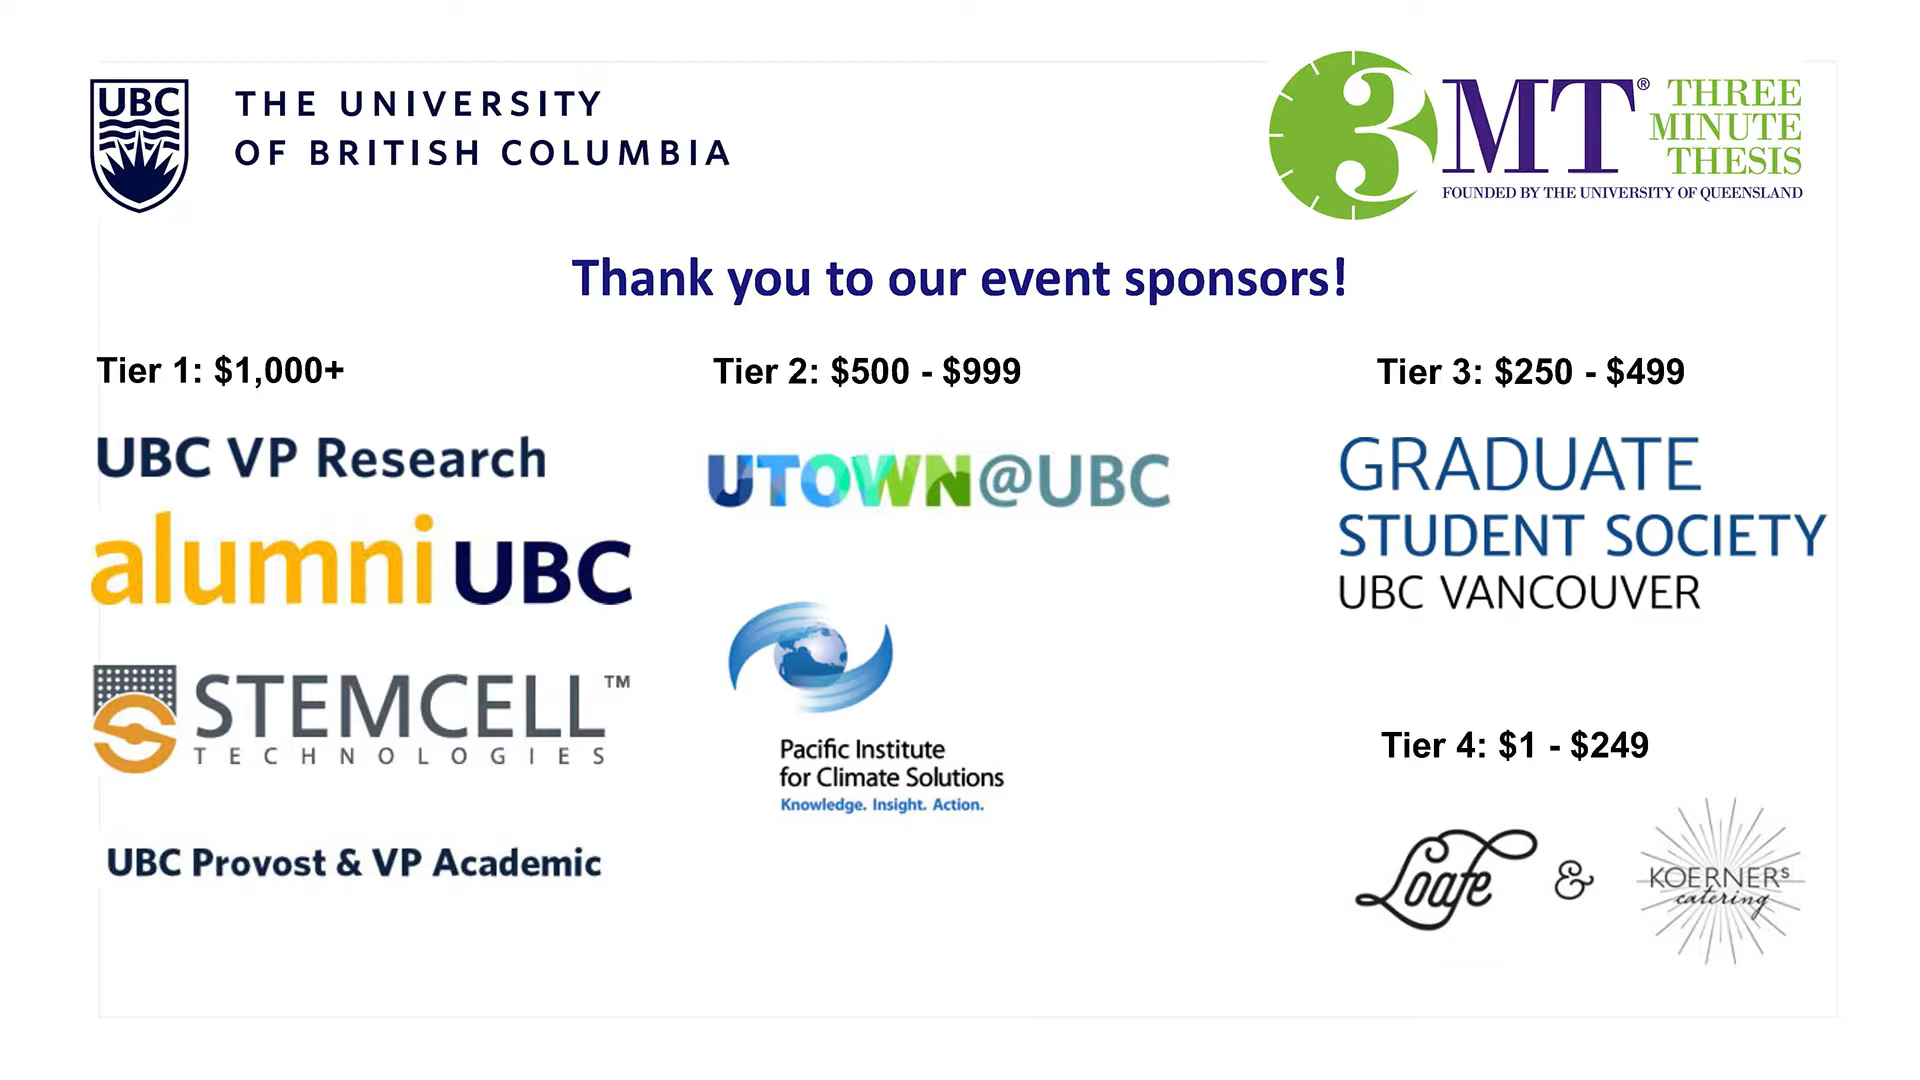 UBC
THE UNIVERSITY
OF BRITISH COLUMBIA
3MT® THREE
MINUTE
THESIS
FOUNDED BY THE UNIVERSITY OF QUEENSLAND
Thank you to our event sponsors!
Tier 1: $1,000+
UBC VP Research
alumni UBC
STEMCELL™
TECHNOLOGIES
UBC Provost & VP Academic
Tier 2: $500 - $999
UTOWN@UBC
Pacific Institute
for Climate Solutions
Knowledge. Insight. Action.
Tier 3: $250 - $499
GRADUATE
STUDENT SOCIETY
UBC VANCOUVER
Tier 4: $1 - $249
Loafe & KOERNERS
catering